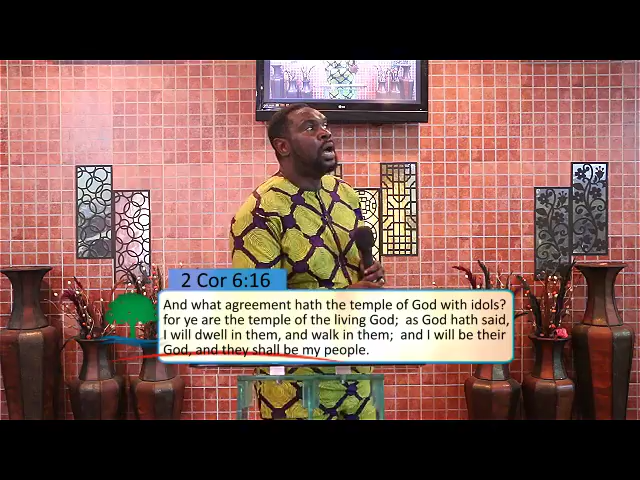 2 Cor 6:16
And what agreement hath the temple of God with idols?
for ye are the temple of the living God;  as God hath said,
I will dwell in them, and walk in them;  and I will be their
God, and they shall be my people.